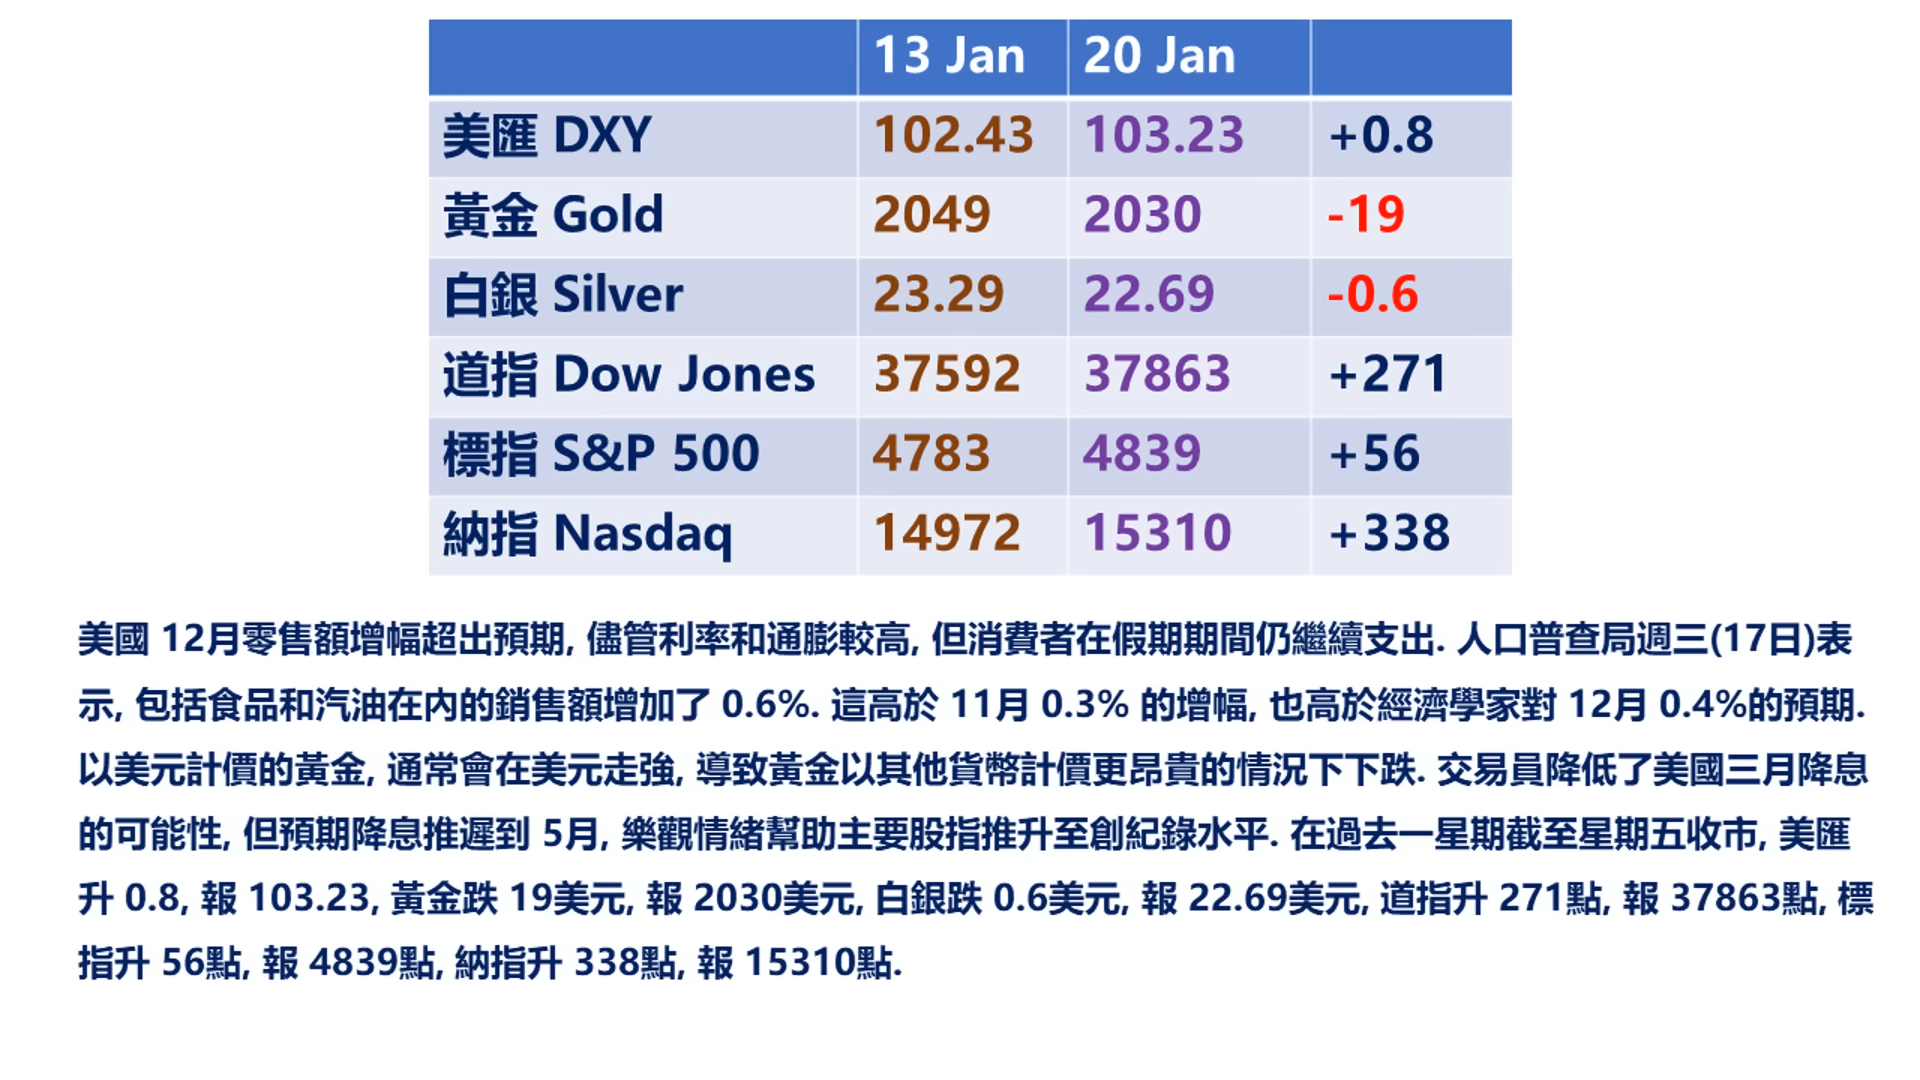 13 Jan 20 Jan
美匯 DXY 102.43 103.23 +0.8
黃金 Gold 2049 2030 -19
白銀 Silver 23.29 22.69 -0.6
道指 Dow Jones 37592 37863 +271
標指 S&P 500 4783 4839 +56
納指 Nasdaq 14972 15310 +338
美國 12月零售額增幅超出預期, 儘管利率和通膨較高, 但消費者在假期期間仍繼續支出. 人口普查局週三(17日)表
示, 包括食品和汽油在內的銷售額增加了 0.6%. 這高於 11月 0.3% 的增幅, 也高於經濟學家對 12月 0.4%的預期.
以美元計價的黃金, 通常會在美元走強, 導致黃金以其他貨幣計價更昂貴的情況下下跌. 交易員降低了美國三月降息
的可能性, 但預期降息推遲到 5月, 樂觀情緒幫助主要股指推升至創紀錄水平. 在過去一星期截至星期五收市, 美匯
升 0.8, 報 103.23, 黃金跌 19美元, 報 2030美元, 白銀跌 0.6美元, 報 22.69美元, 道指升 271點, 報 37863點, 標
指升 56點, 報 4839點, 納指升 338點, 報 15310點.